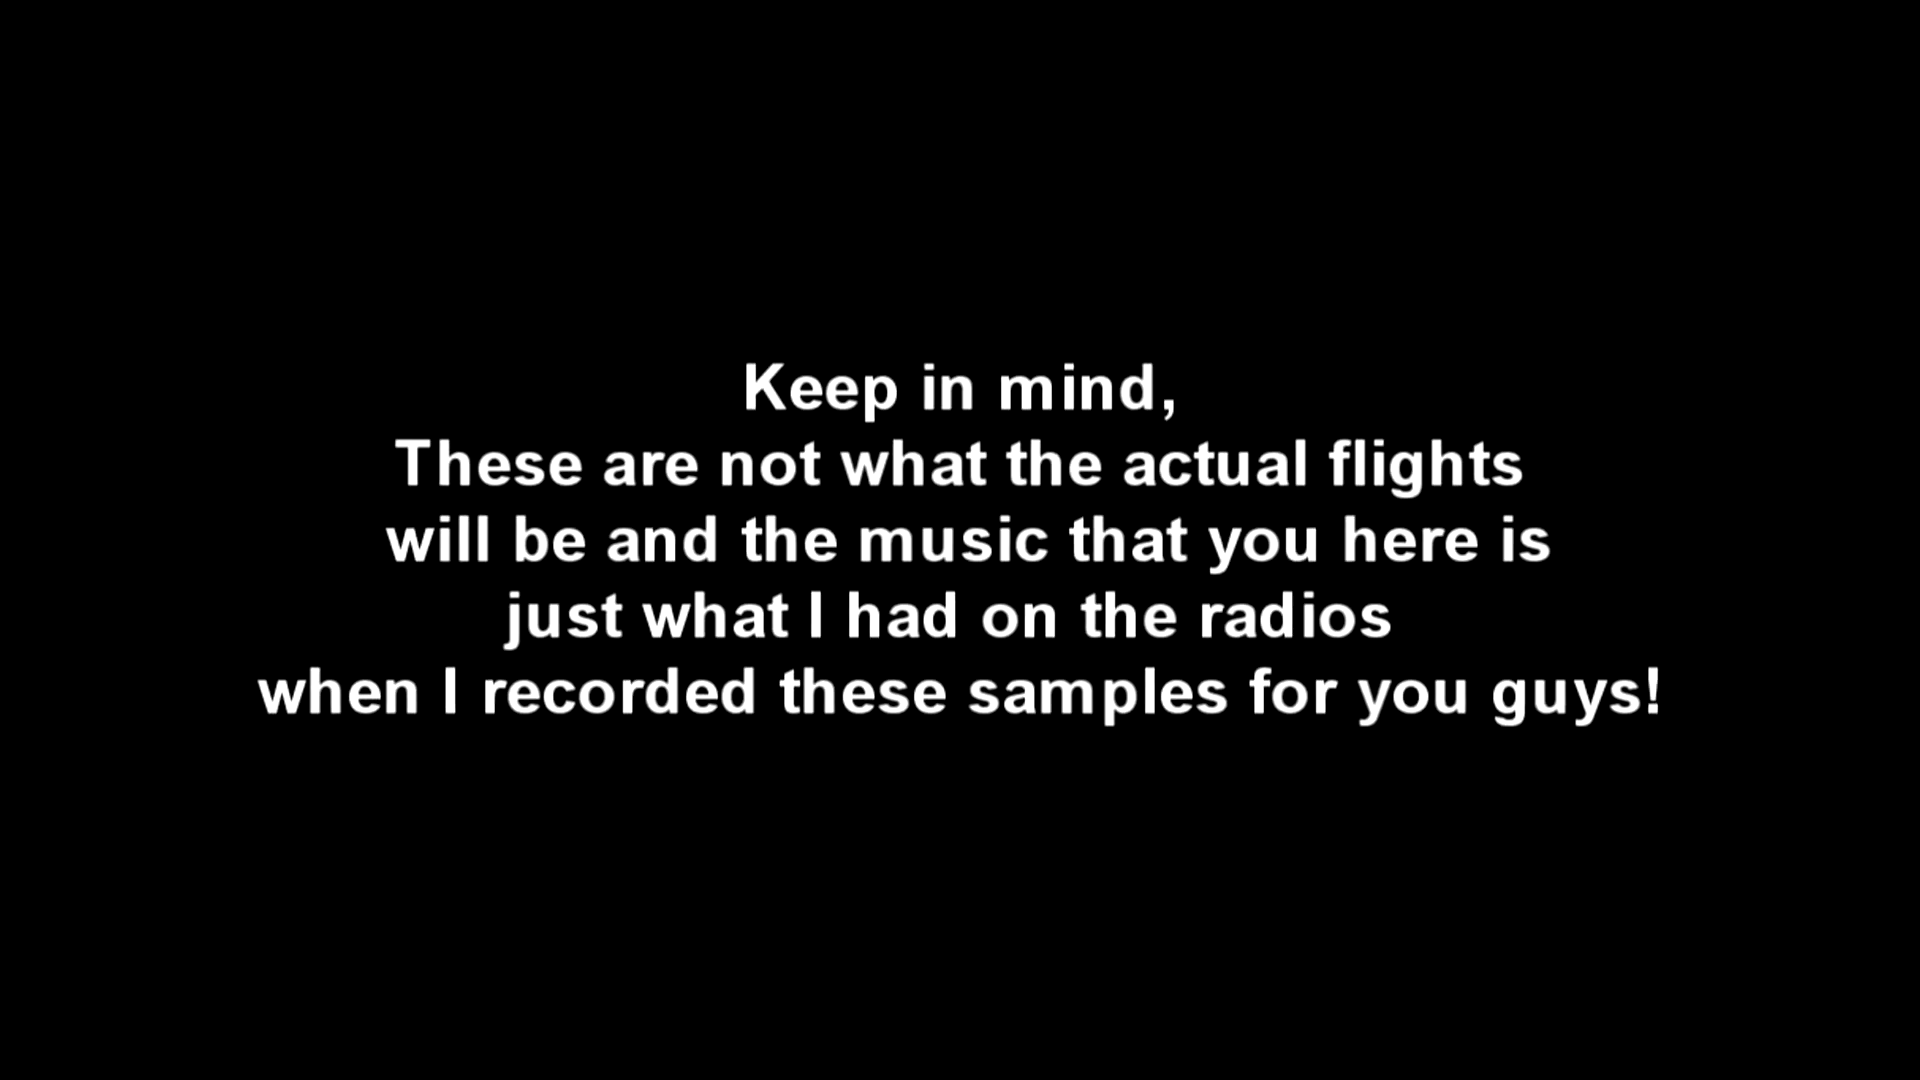 Keep in mind,
These are not what the actual flights
will be and the music that you here is
just what I had on the radios
when I recorded these samples for you guys!